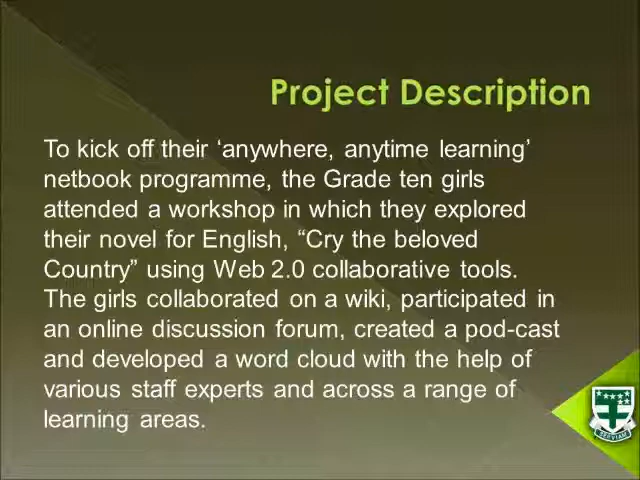 Project Description
To kick off their ‘anywhere, anytime learning’
netbook programme, the Grade ten girls
attended a workshop in which they explored
their novel for English, “Cry the beloved
Country” using Web 2.0 collaborative tools.
The girls collaborated on a wiki, participated in
an online discussion forum, created a pod-cast
and developed a word cloud with the help of
various staff experts and across a range of
learning areas.
SERVIAM